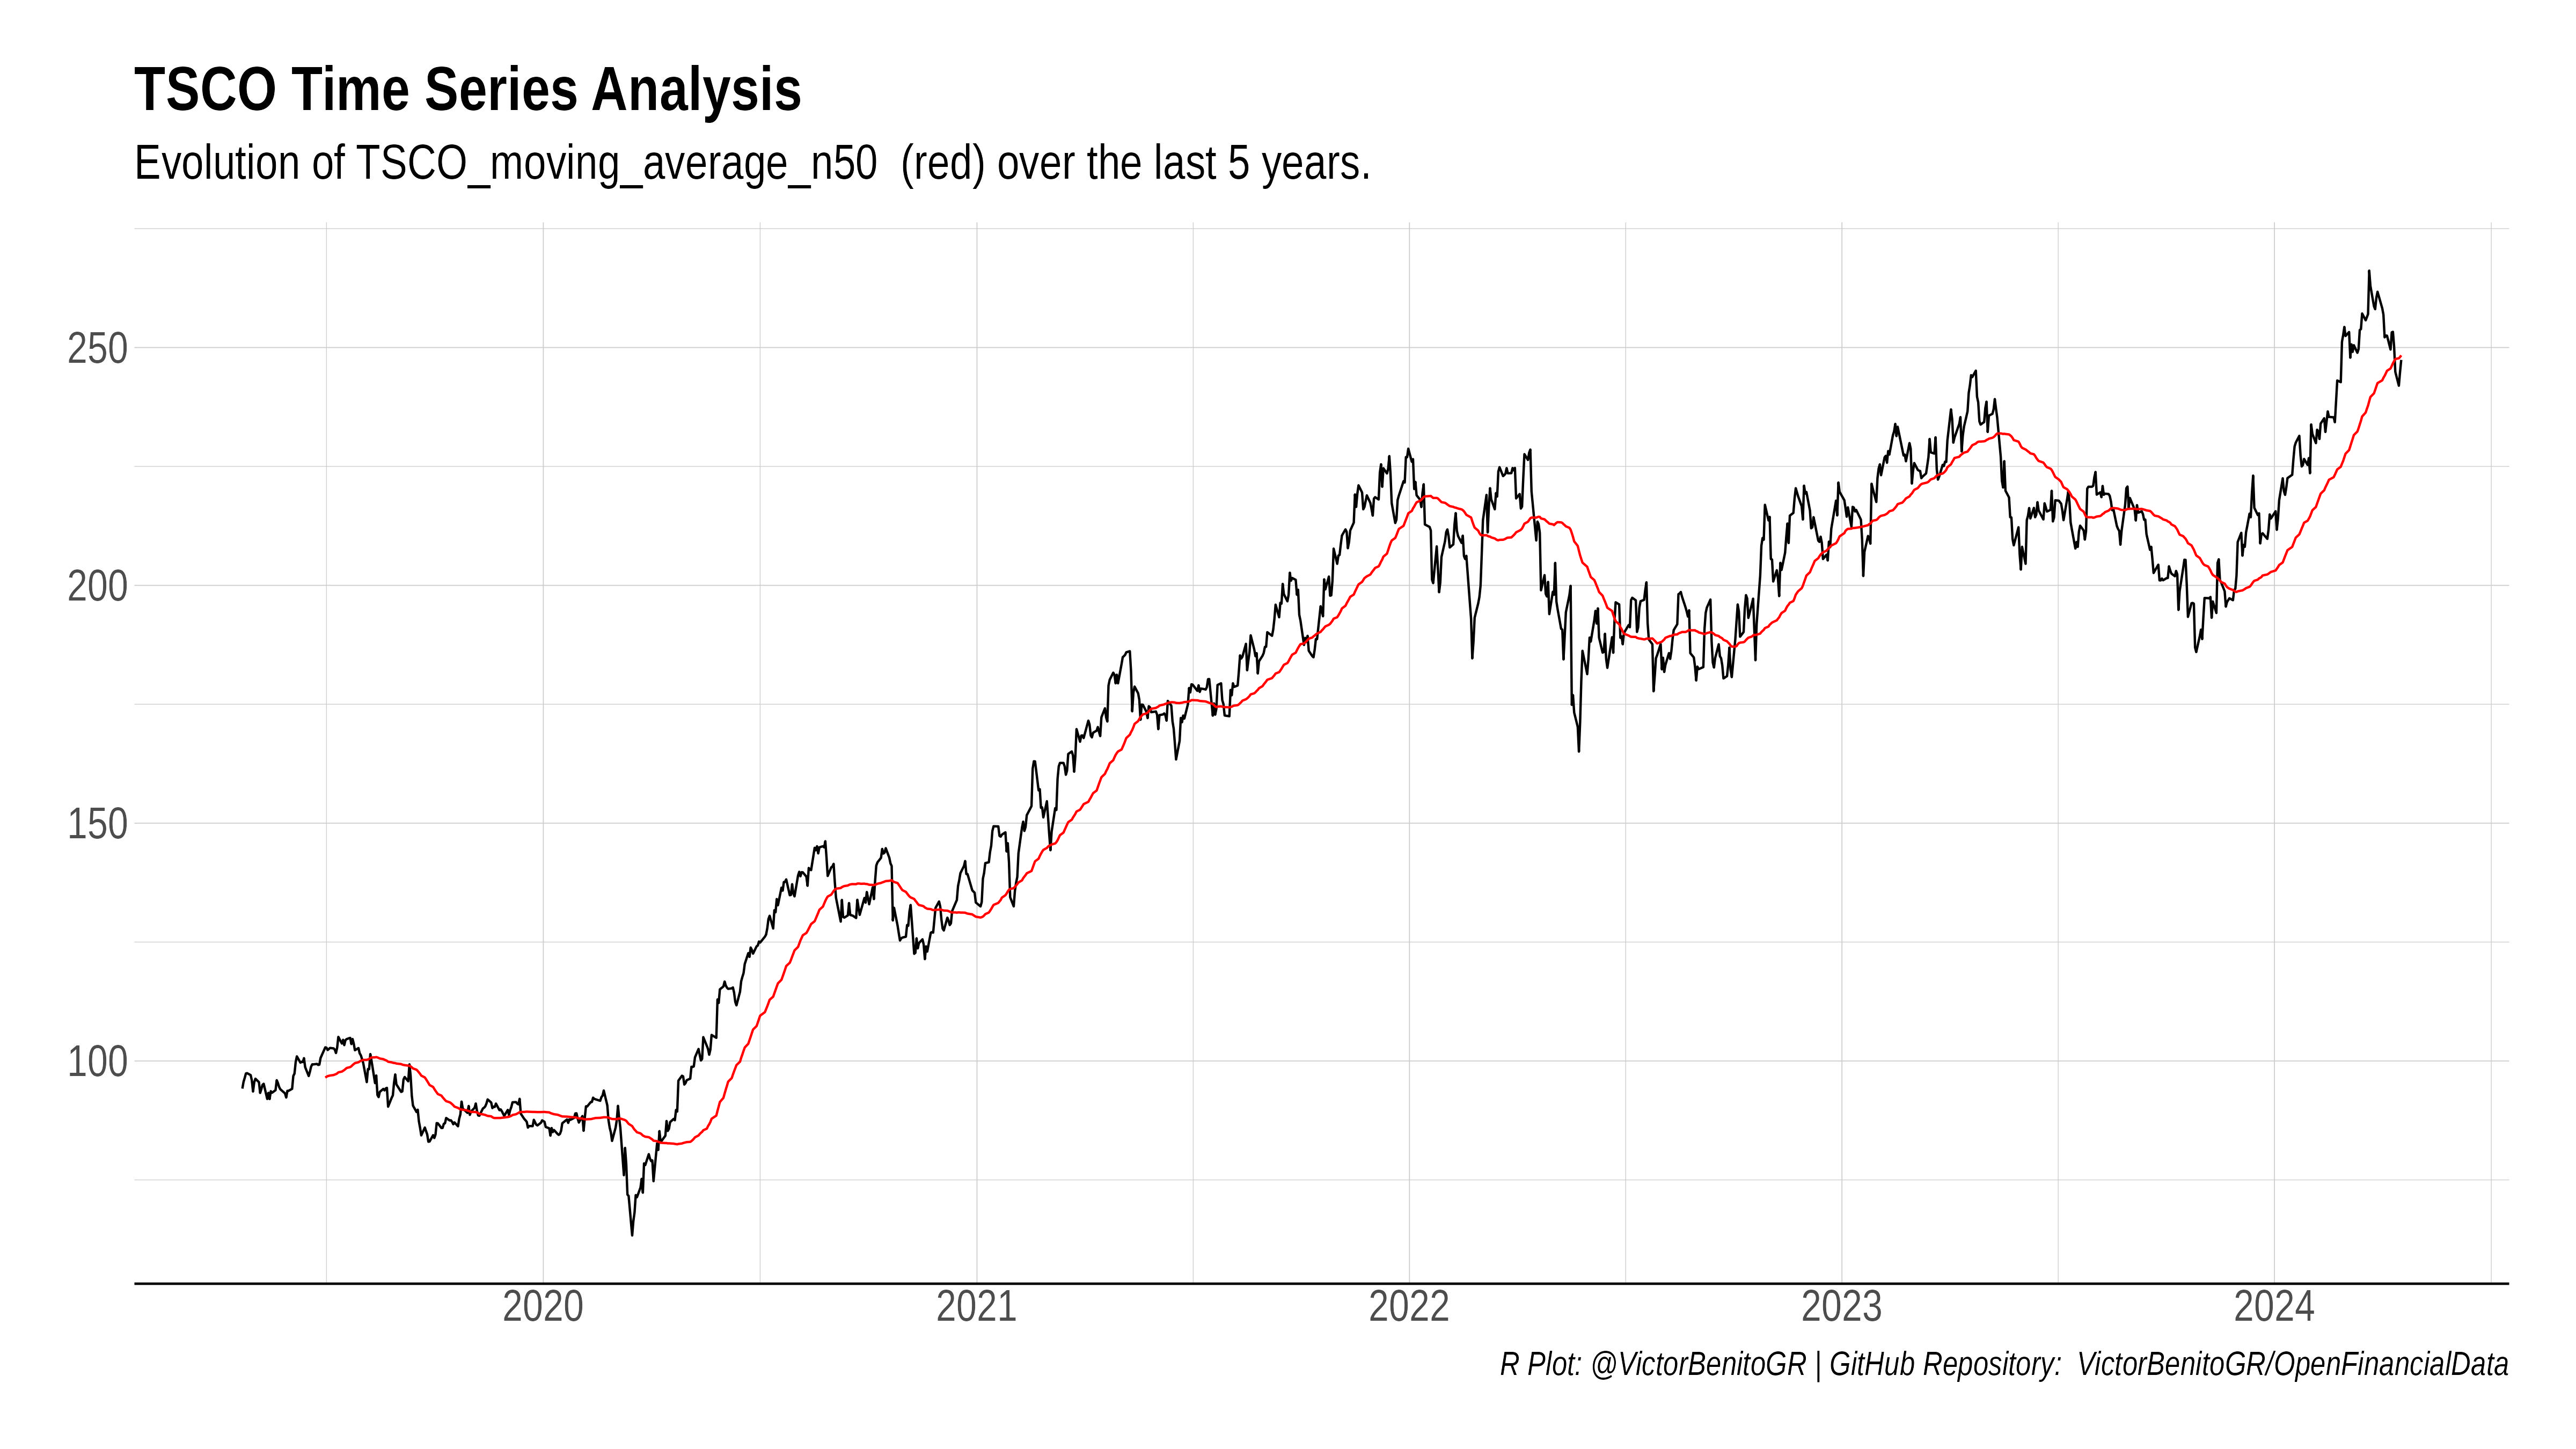 TSCO Time Series Analysis
Evolution of TSCO_moving_average_n50  (red) over the last 5 years.
250
200
150
100
2020 2021 2022 2023 2024
R Plot: @VictorBenitoGR | GitHub Repository:  VictorBenitoGR/OpenFinancialData